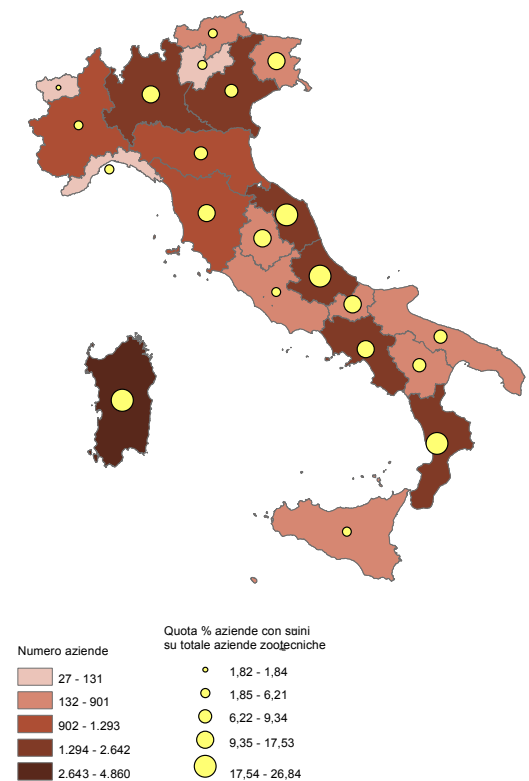 Quota % aziende con suini
su totale aziende zootecniche
Numero aziende
27 - 131
132 - 901
902 - 1.293
1.294 - 2.642
2.643 - 4.860
1,82 - 1,84
1,85 - 6,21
6,22 - 9,34
9,35 - 17,53
17,54 - 26,84